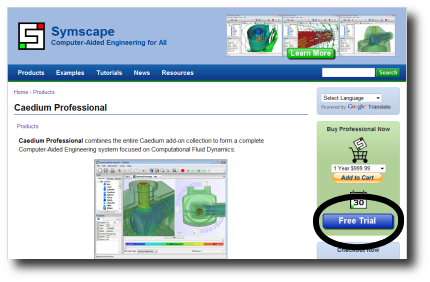 Symscape
Computer-Aided Engineering for All
Learn More
Products Examples Tutorials News Resources
Search
Home › Products
Select Language
Powered by Google Translate
Caedium Professional
Products
Caedium Professional combines the entire Caedium add-on collection to form a complete
Computer-Aided Engineering system focused on Computational Fluid Dynamics.
Buy Professional Now
1 Year $999.99
Add to Cart
30
Free Trial